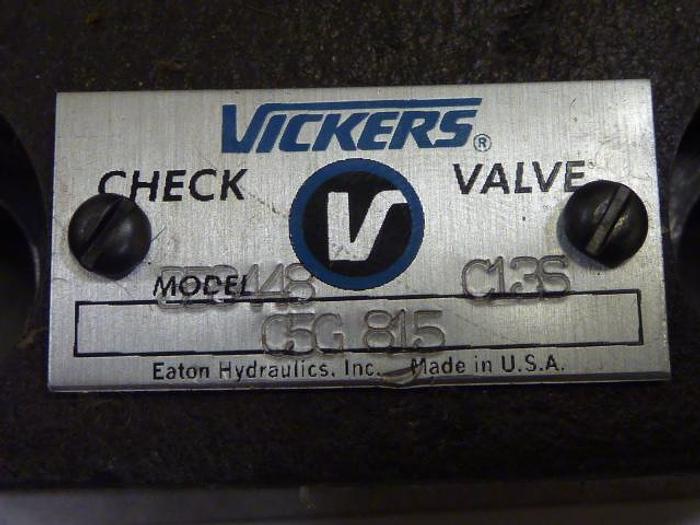 VICKERS®
CHECK VALVE
V
MODEL C13S
C5G 815
Eaton Hydraulics, Inc. Made in U.S.A.